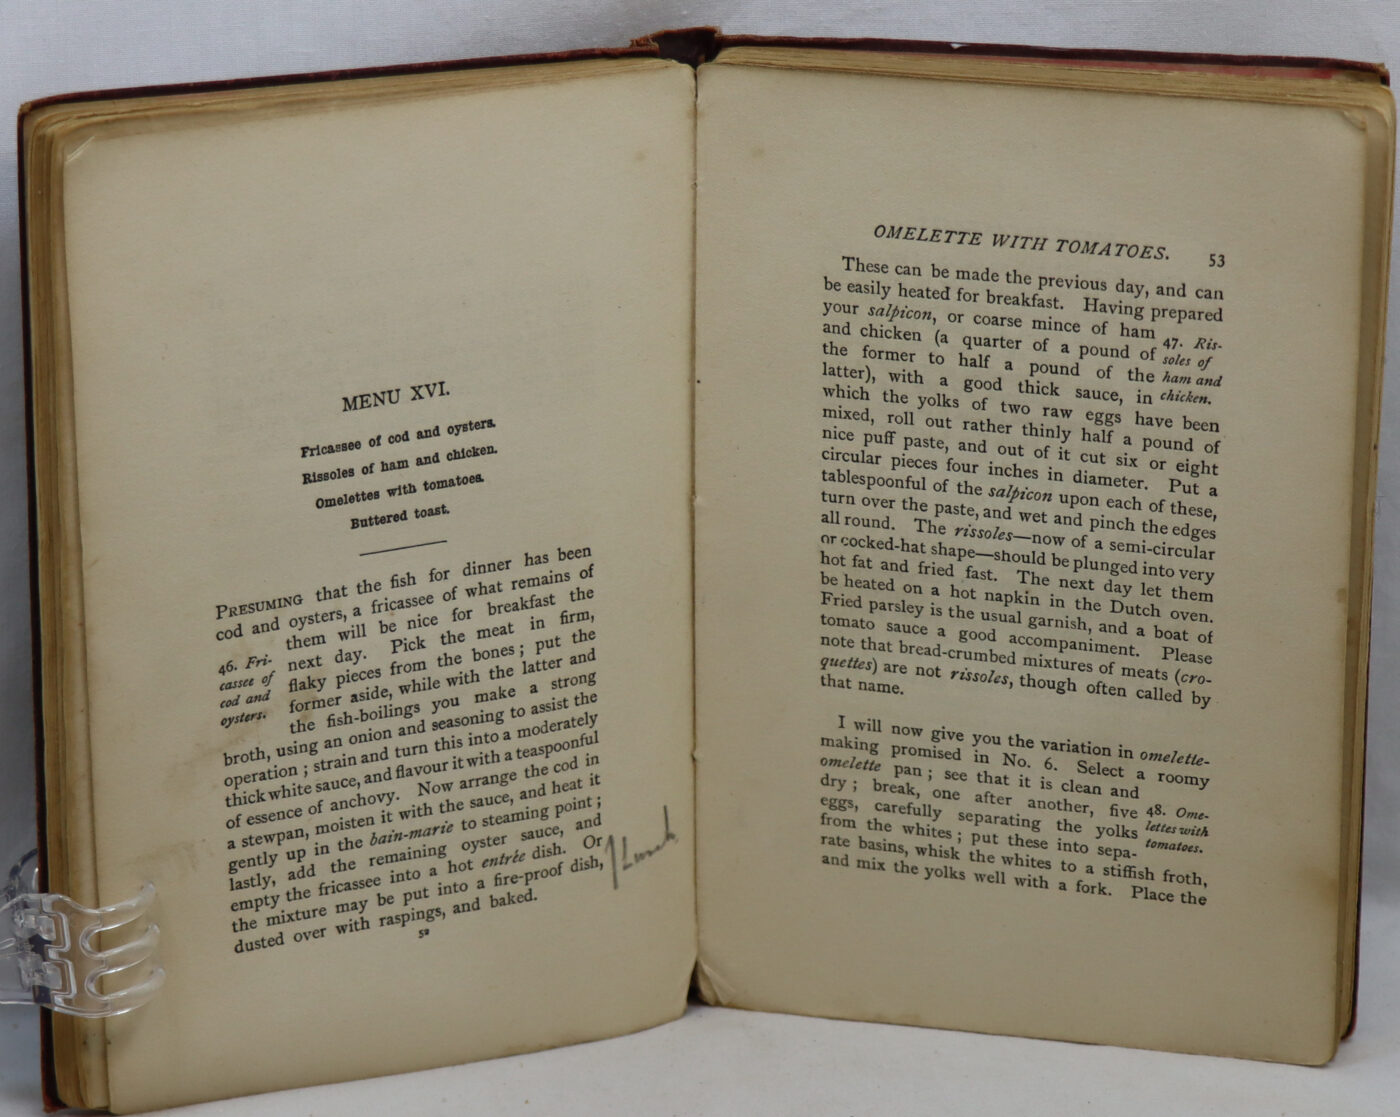 MENU XVI.
Fricassee of cod and oysters.
Rissoles of ham and chicken.
Omelettes with tomatoes.
Buttered toast.
PRESUMING that the fish for dinner has been
cod and oysters, a fricassee of what remains of
them will be nice for breakfast the
46. Fri-
cassee of
cod and
oysters.
next day. Pick the meat in firm,
flaky pieces from the bones; put the
former aside, while with the latter and
the fish-boilings you make a strong
broth, using an onion and seasoning to assist the
operation; strain and turn this into a moderately
thick white sauce, and flavour it with a teaspoonful
of essence of anchovy. Now arrange the cod in
a stewpan, moisten it with the sauce, and heat it
gently up in the bain-marie to steaming point;
lastly, add the remaining oyster sauce, and
empty the fricassee into a hot entrée dish. Or
the mixture may be put into a fire-proof dish,
dusted over with raspings, and baked.
Lunch
52
OMELETTE WITH TOMATOES. 53
These can be made the previous day, and can
be easily heated for breakfast. Having prepared
your salpicon, or coarse mince of ham
47. Ris-
soles of
ham and
chicken.
and chicken (a quarter of a pound of
the former to half a pound of the
latter), with a good thick sauce, in
which the yolks of two raw eggs have been
mixed, roll out rather thinly half a pound of
nice puff paste, and out of it cut six or eight
circular pieces four inches in diameter. Put a
tablespoonful of the salpicon upon each of these,
turn over the paste, and wet and pinch the edges
all round. The rissoles—now of a semi-circular
or cocked-hat shape—should be plunged into very
hot fat and fried fast. The next day let them
be heated on a hot napkin in the Dutch oven.
Fried parsley is the usual garnish, and a boat of
tomato sauce a good accompaniment. Please
note that bread-crumbed mixtures of meats (cro-
quettes) are not rissoles, though often called by
that name.
I will now give you the variation in omelette-
making promised in No. 6. Select a roomy
omelette pan; see that it is clean and
48. Ome-
lettes with
tomatoes.
dry; break, one after another, five
eggs, carefully separating the yolks
from the whites; put these into sepa-
rate basins, whisk the whites to a stiffish froth,
and mix the yolks well with a fork. Place the